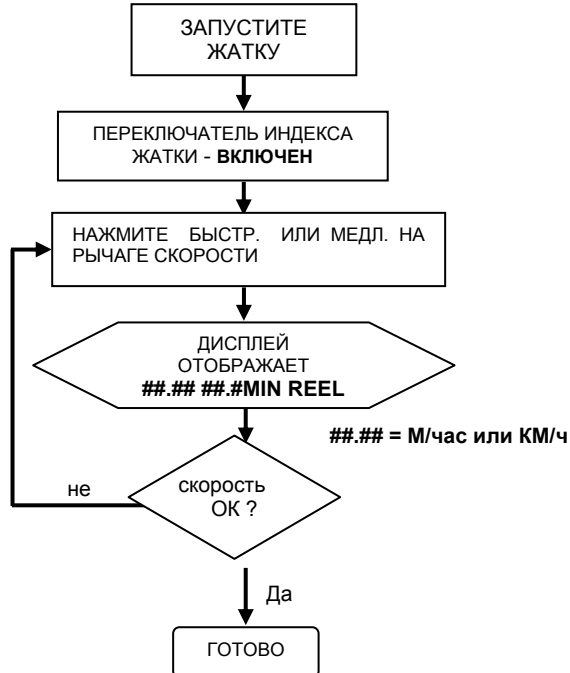 ЗАПУСТИТЕ
ЖАТКУ
ПЕРЕКЛЮЧАТЕЛЬ ИНДЕКСА
ЖАТКИ - ВКЛЮЧЕН
НАЖМИТЕ БЫСТР. ИЛИ МЕДЛ. НА
РЫЧАГЕ СКОРОСТИ
ДИСПЛЕЙ
ОТОБРАЖАЕТ
##.## ##.#MIN REEL
##.## = М/час или КМ/ч
не
скорость
ОК ?
Да
ГОТОВО